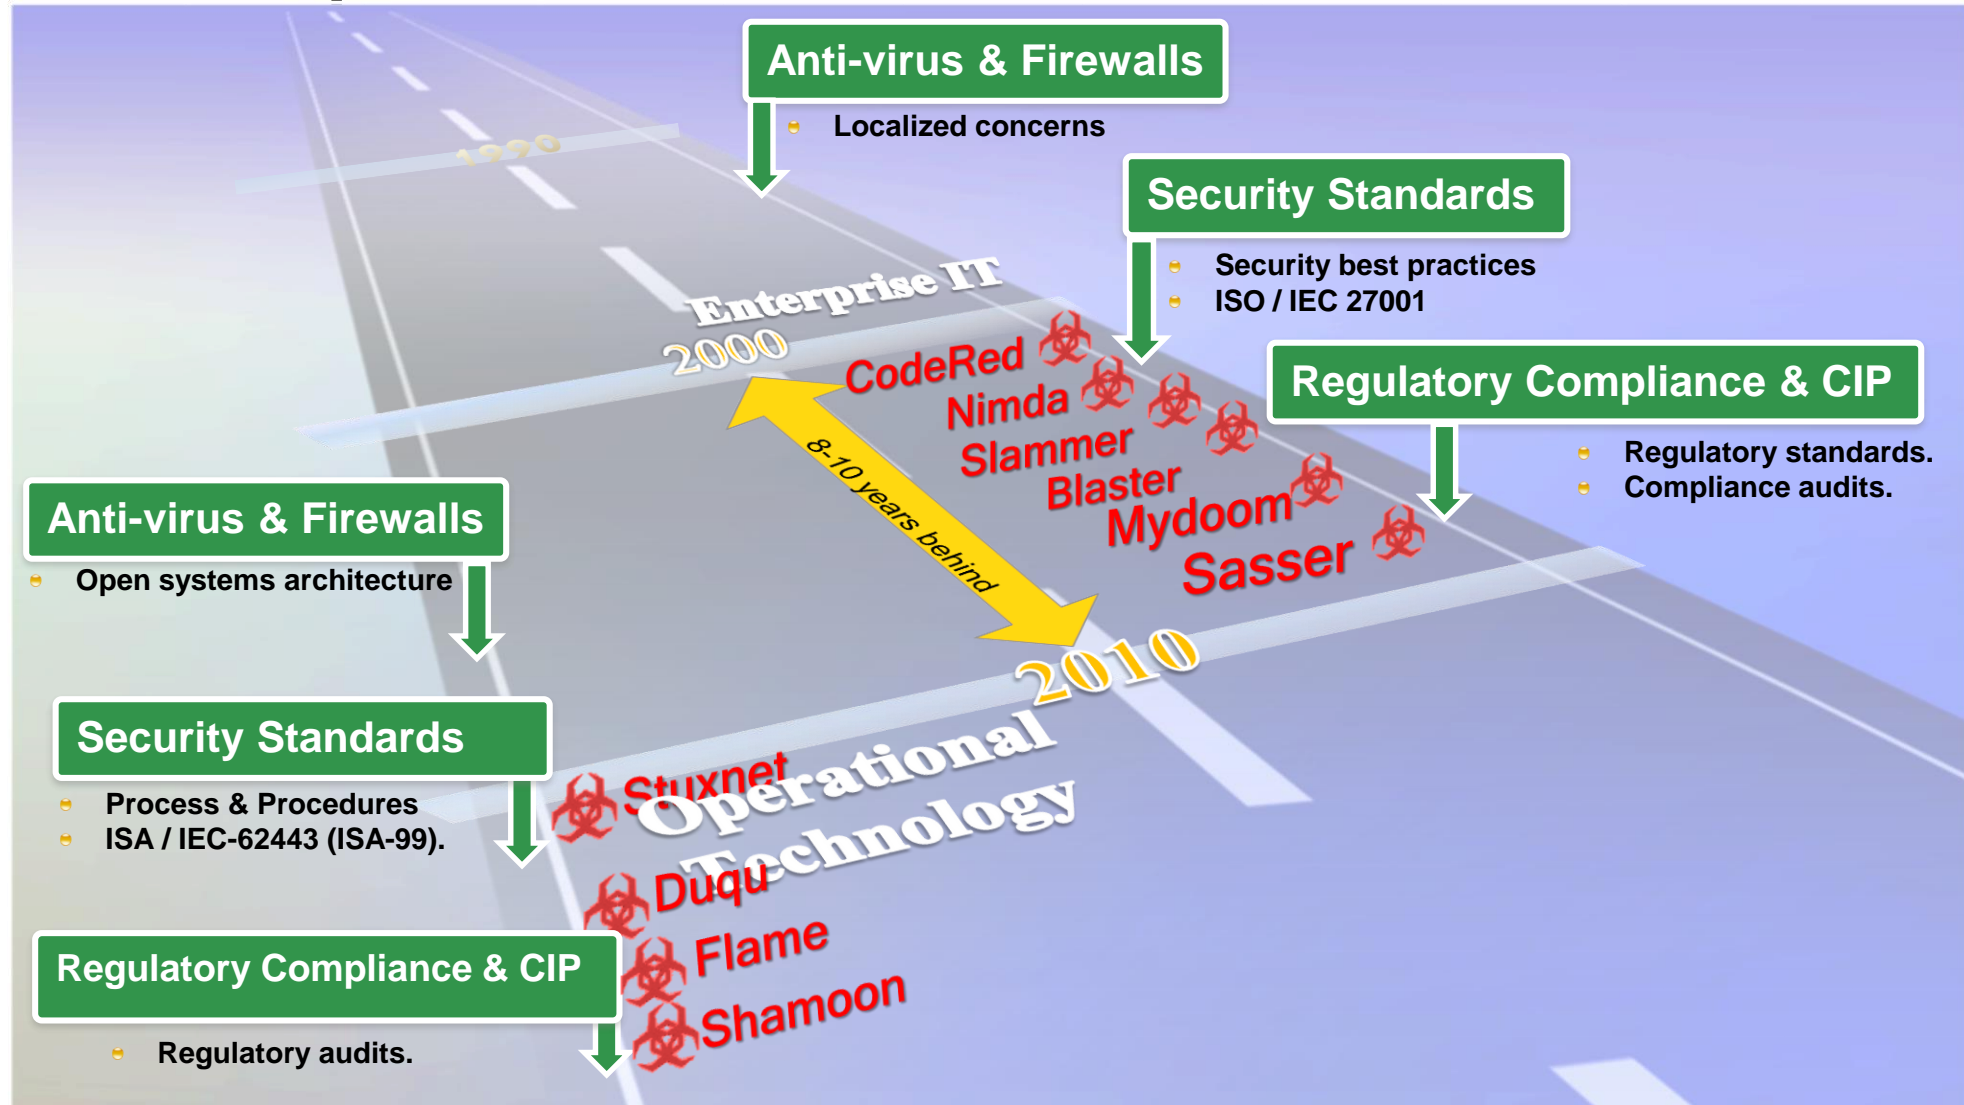 Anti-virus & Firewalls
Localized concerns
1990
Security Standards
Security best practices
ISO / IEC 27001
Enterprise IT
2000
CodeRed
Nimda
Slammer
Blaster
Mydoom
Sasser
Regulatory Compliance & CIP
Regulatory standards.
Compliance audits.
8-10 years behind
Anti-virus & Firewalls
Open systems architecture
2010
Operational
Technology
Security Standards
Process & Procedures
ISA / IEC-62443 (ISA-99).
Stuxnet
Duqu
Flame
Shamoon
Regulatory Compliance & CIP
Regulatory audits.